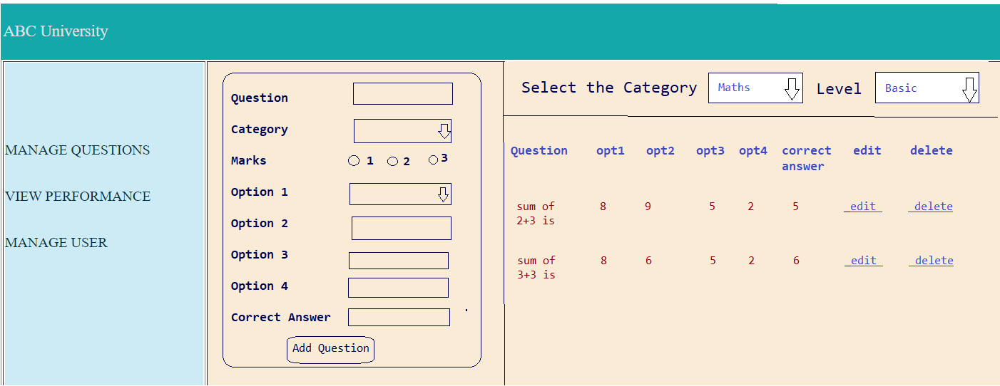 ABC University
MANAGE QUESTIONS
VIEW PERFORMANCE
MANAGE USER
Question
Category
Marks 1 2 3
Option 1
Option 2
Option 3
Option 4
Correct Answer
Add Question
Select the Category Maths Level Basic
Question opt1 opt2 opt3 opt4 correct edit delete
answer
sum of 8 9 5 2 5 edit delete
2+3 is
sum of 8 6 5 2 6 edit delete
3+3 is